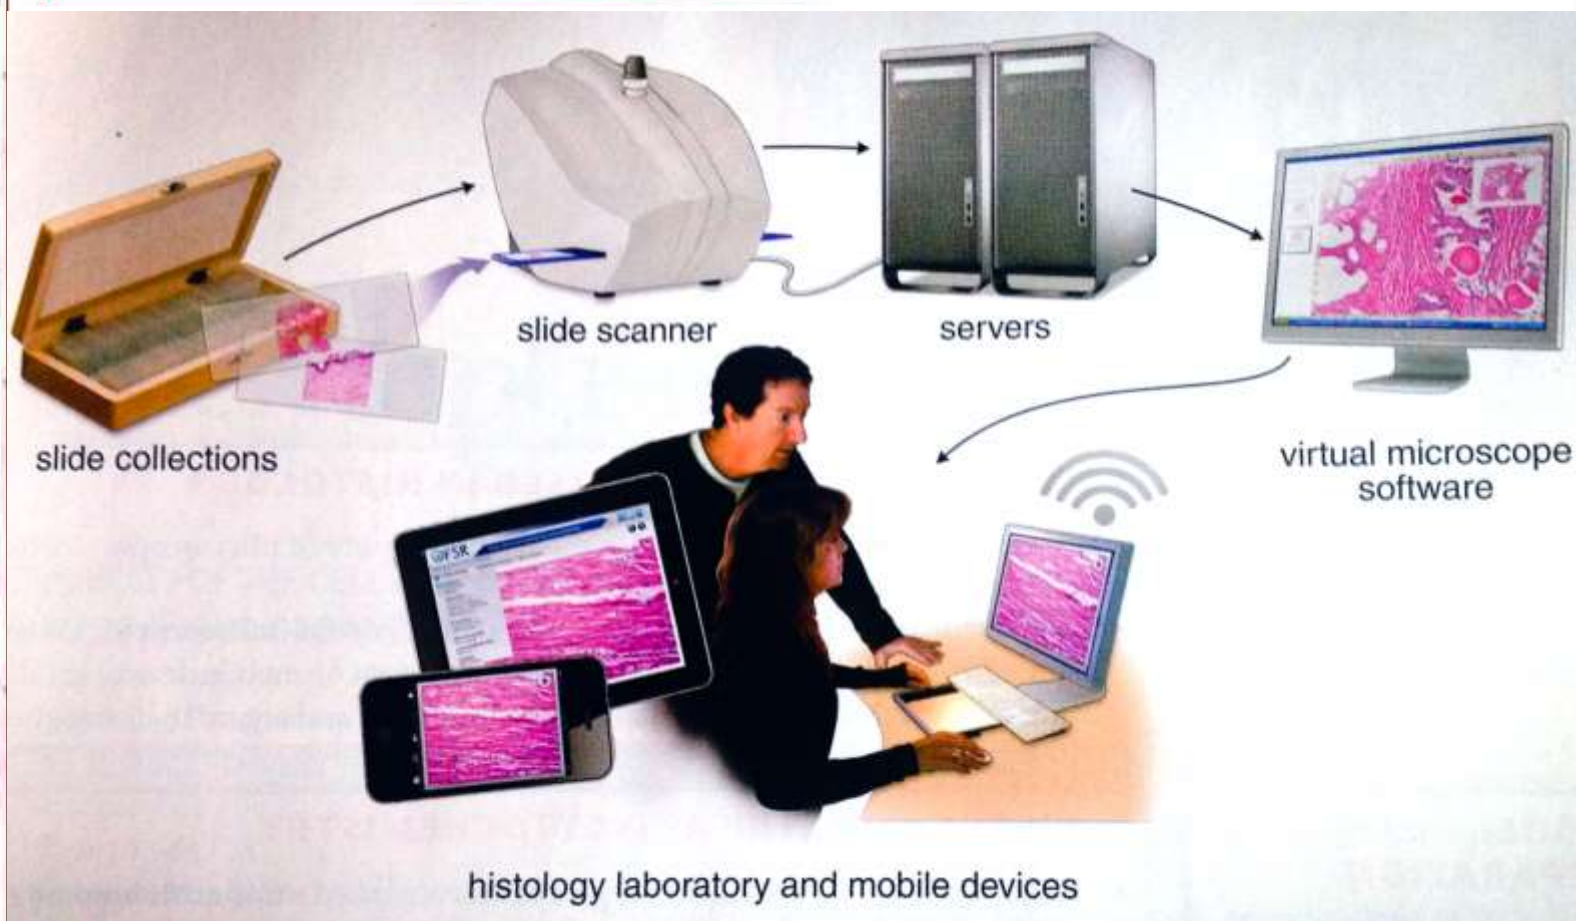 slide scanner
servers
slide collections
virtual microscope
software
histology laboratory and mobile devices